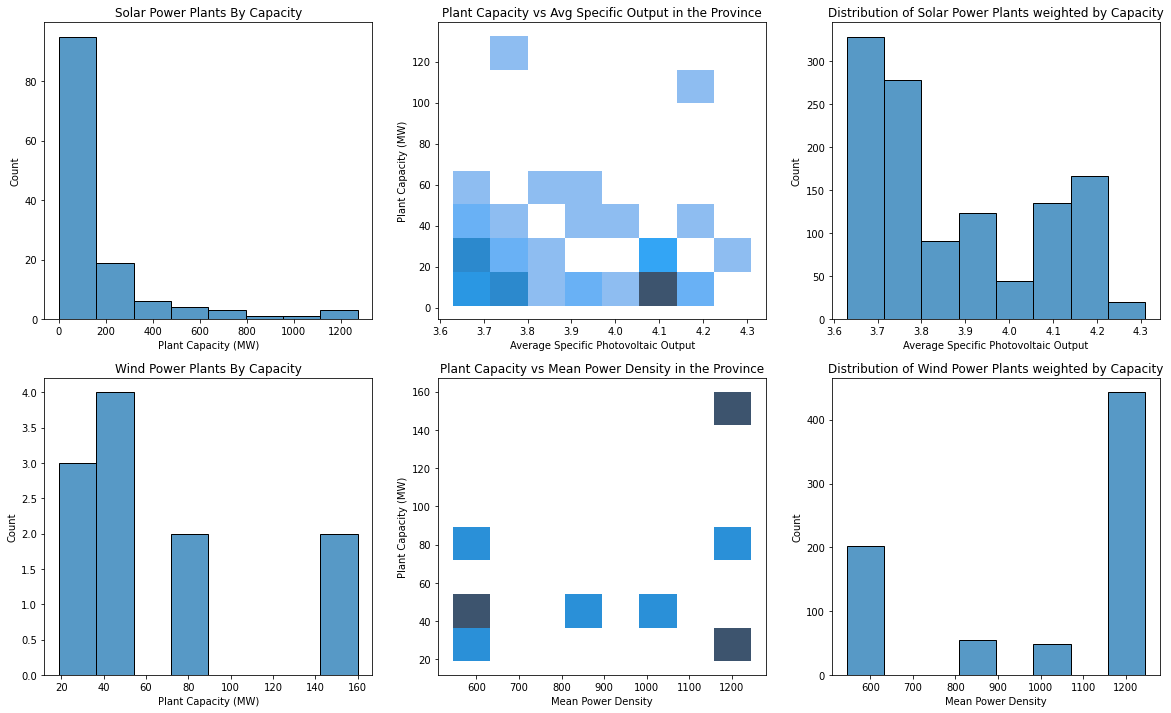 Solar Power Plants By Capacity
Count
80
60
40
20
0
0 200 400 600 800 1000 1200
Plant Capacity (MW)
Plant Capacity vs Avg Specific Output in the Province
Plant Capacity (MW)
120
100
80
60
40
20
0
3.6 3.7 3.8 3.9 4.0 4.1 4.2 4.3
Average Specific Photovoltaic Output
Distribution of Solar Power Plants weighted by Capacity
Count
300
250
200
150
100
50
0
3.6 3.7 3.8 3.9 4.0 4.1 4.2 4.3
Average Specific Photovoltaic Output
Wind Power Plants By Capacity
Count
4.0
3.5
3.0
2.5
2.0
1.5
1.0
0.5
0.0
20 40 60 80 100 120 140 160
Plant Capacity (MW)
Plant Capacity vs Mean Power Density in the Province
Plant Capacity (MW)
160
140
120
100
80
60
40
20
600 700 800 900 1000 1100 1200
Mean Power Density
Distribution of Wind Power Plants weighted by Capacity
Count
400
300
200
100
0
600 700 800 900 1000 1100 1200
Mean Power Density